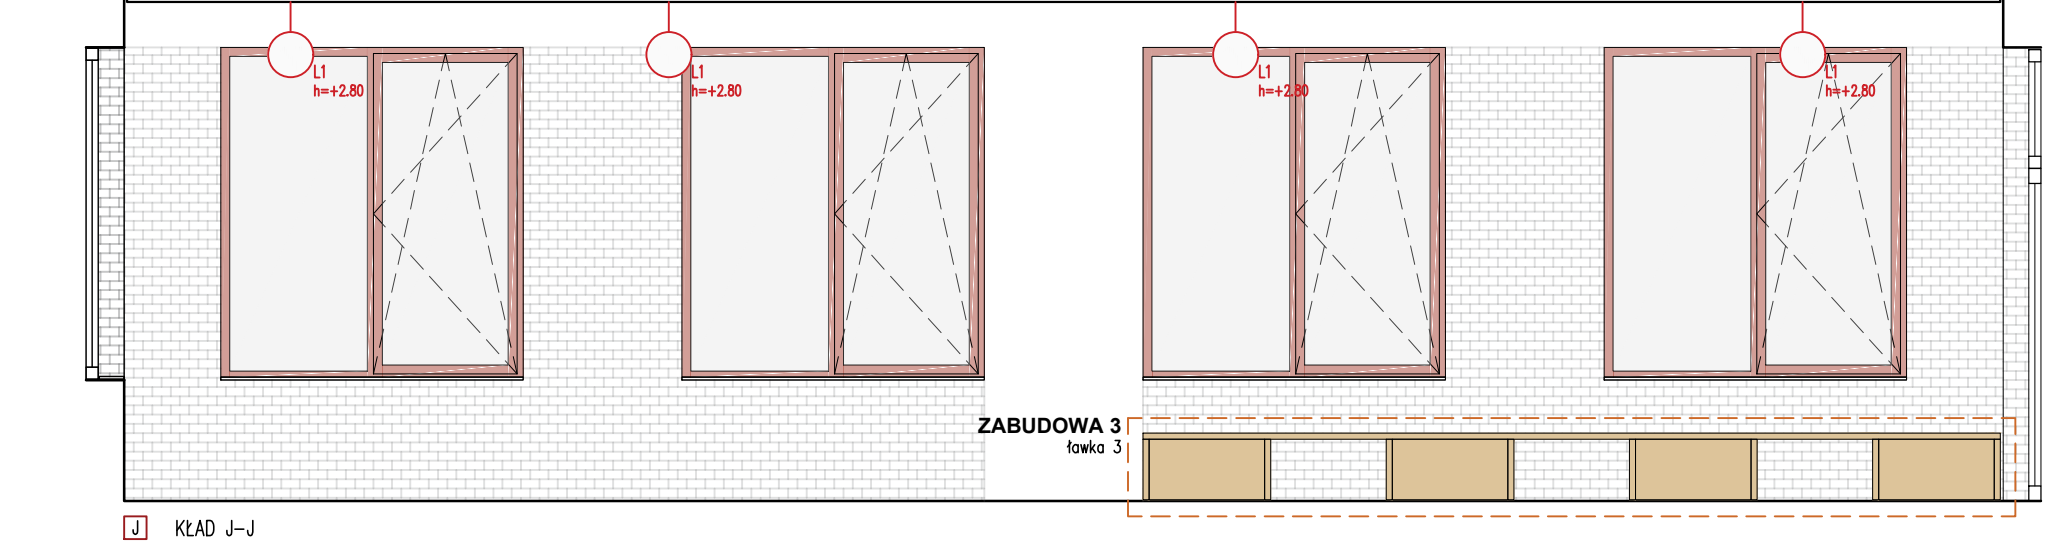 L1
h=+2.80
L1
h=+2.80
L1
h=+2.80
L1
h=+2.80
ZABUDOWA 3
ławka 3
J KŁAD J-J